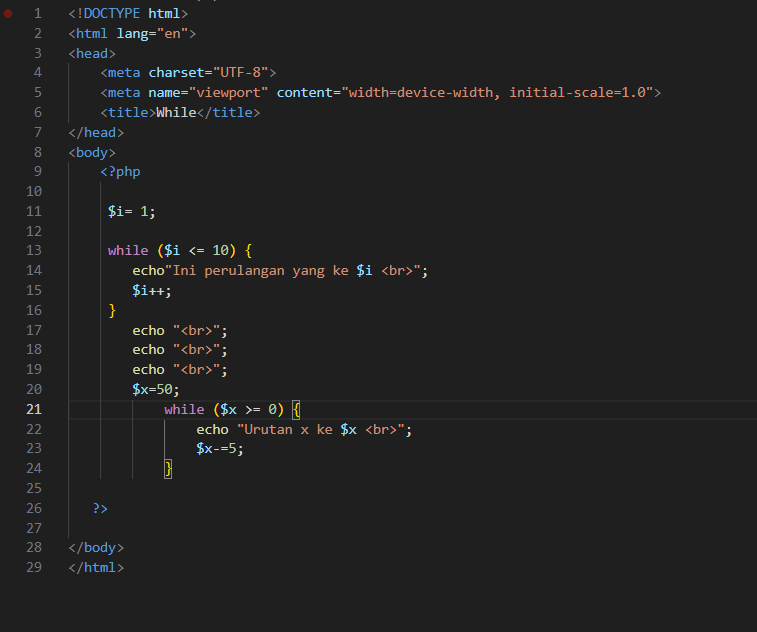 1 <!DOCTYPE html>
2 <html lang="en">
3 <head>
4     <meta charset="UTF-8">
5     <meta name="viewport" content="width=device-width, initial-scale=1.0">
6     <title>While</title>
7 </head>
8 <body>
9     <?php
10
11      $i= 1;
12
13      while ($i <= 10) {
14         echo"Ini perulangan yang ke $i <br>";
15         $i++;
16      }
17         echo "<br>";
18         echo "<br>";
19         echo "<br>";
20         $x=50;
21             while ($x >= 0) {
22                 echo "Urutan x ke $x <br>";
23                 $x-=5;
24             }
25
26    ?>
27
28 </body>
29 </html>